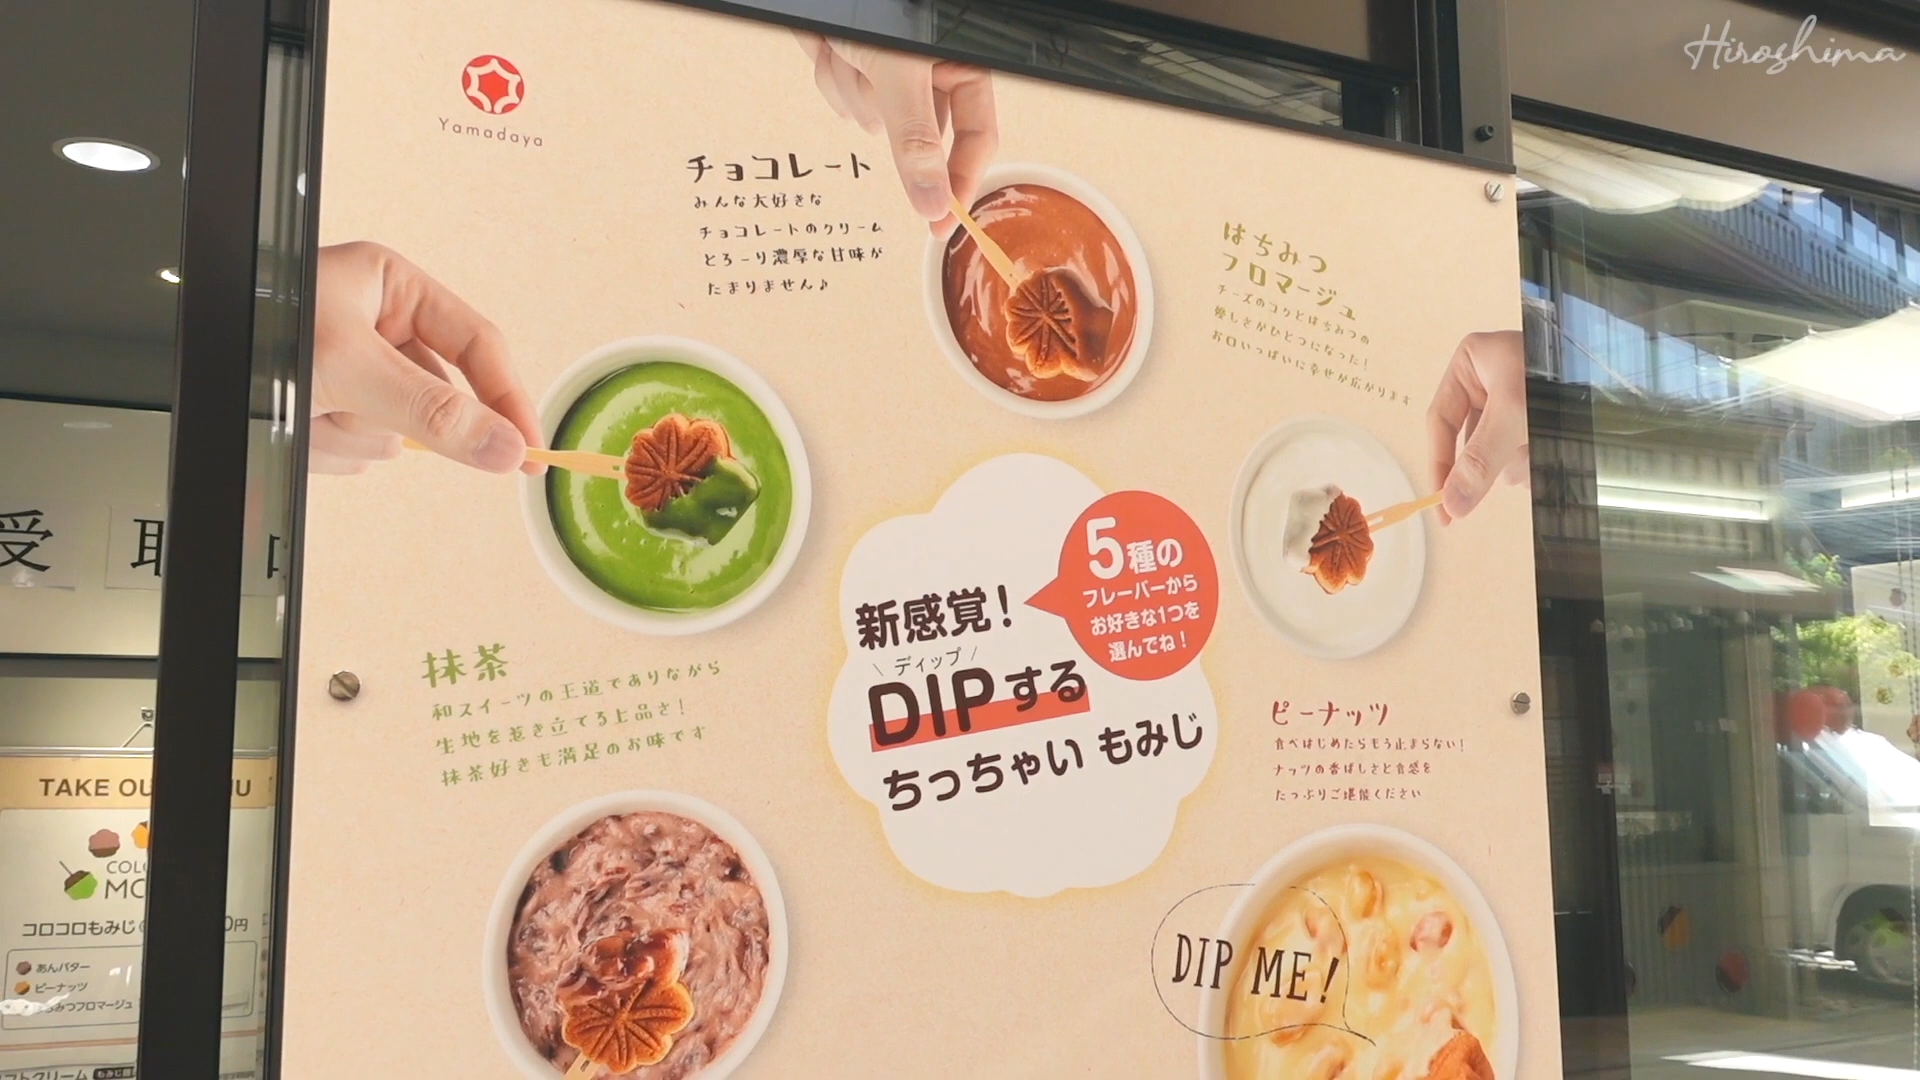 Hiroshima
Yamadaya
チョコレート
みんな大好きな
チョコレートのクリーム
とろーり濃厚な甘味が
たまりません♪
はちみつ
フロマージュ
チーズのコクとはちみつの
優しさがひとつになった!
お口いっぱいに幸せが広がります
抹茶
和スイーツの王道でありながら
生地を惹き立てる上品さ!
抹茶好きも満足のお味です
5種の
フレーバーから
お好きな1つを
選んでね!
新感覚!
\ ディップ /
DIPする
ちっちゃい もみじ
ピーナッツ
食べはじめたらもう止まらない!
ナッツの香ばしさと食感を
たっぷりご堪能ください
DIP ME!
受
TAKE OU
コロコロもみじ
円
あんバター
ピーナッツ
みつフロマージュ
フトクリーム